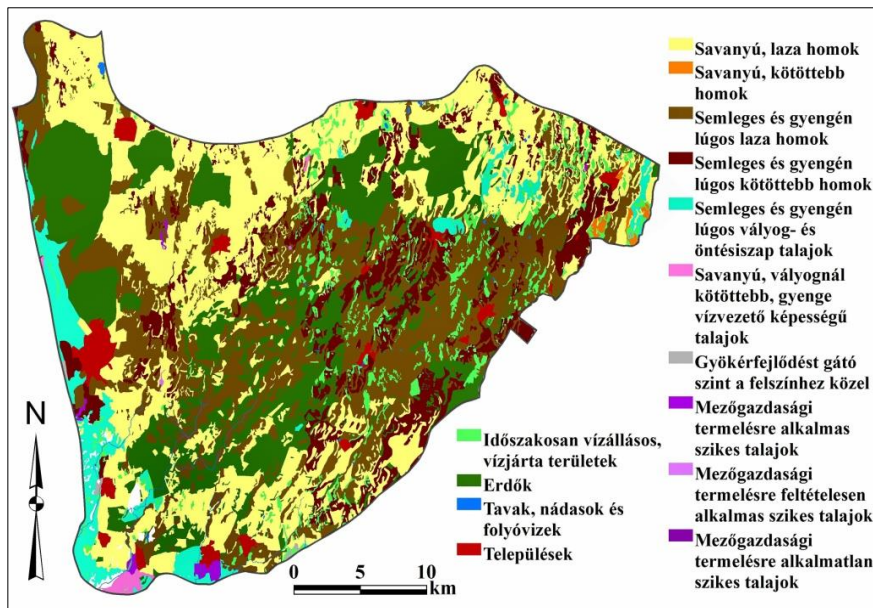 Savanyú, laza homok
Savanyú, kötöttebb
homok
Semleges és gyengén
lúgos laza homok
Semleges és gyengén
lúgos kötöttebb homok
Semleges és gyengén
lúgos vályog- és
öntésiszap talajok
Savanyú, vályognál
kötöttebb, gyenge
vízvezető képességű
talajok
Gyökérfejlődést gátó
szint a felszínhez közel
Mezőgazdasági
termelésre alkalmas
szikes talajok
Mezőgazdasági
termelésre feltételesen
alkalmas szikes talajok
Mezőgazdasági
termelésre alkalmatlan
szikes talajok
Időszakosan vízállásos,
vízjárta területek
Erdők
Tavak, nádasok és
folyóvizek
Települések
N
0 5 10
km